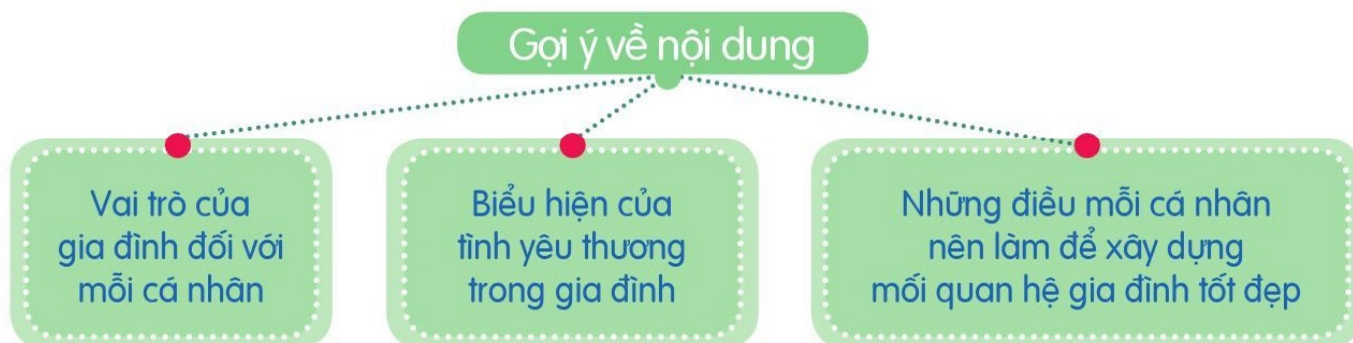 Gợi ý về nội dung
Vai trò của
gia đình đối với
mỗi cá nhân
Biểu hiện của
tình yêu thương
trong gia đình
Những điều mỗi cá nhân
nên làm để xây dựng
mối quan hệ gia đình tốt đẹp